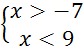 x > −7
x < 9